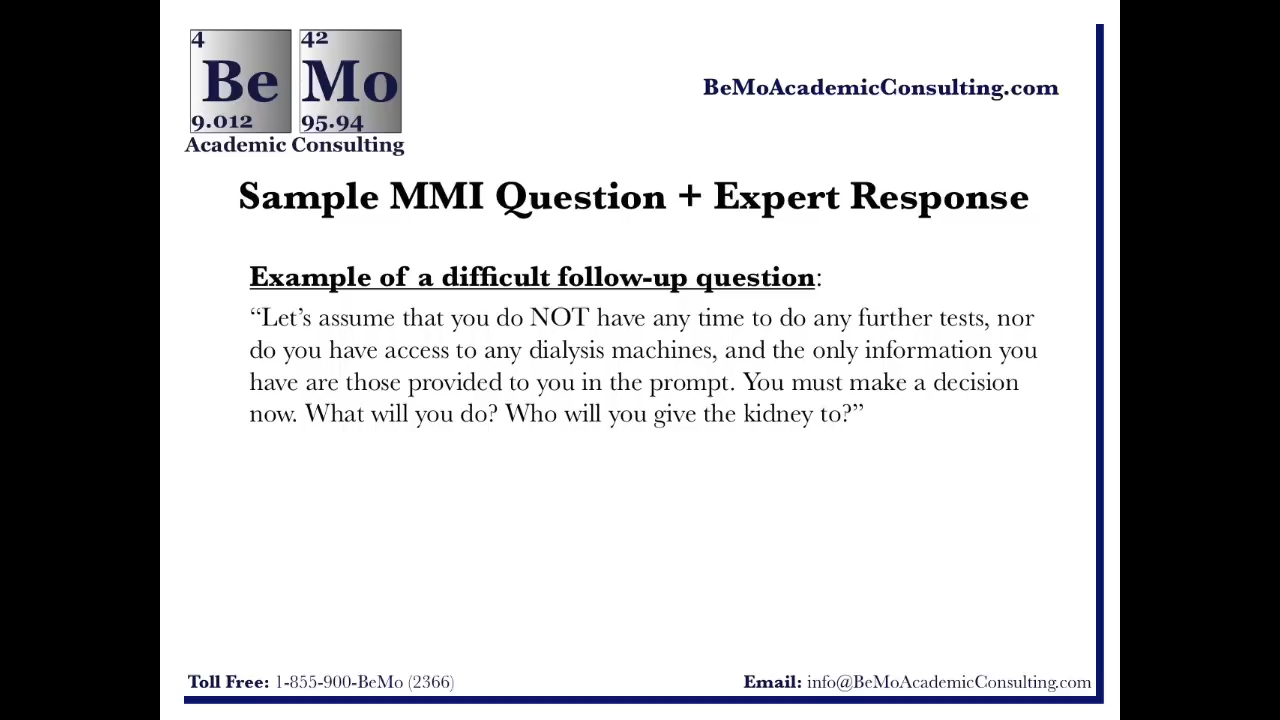 4 42
Be Mo
9.012 95.94
Academic Consulting
BeMoAcademicConsulting.com
Sample MMI Question + Expert Response
Example of a difficult follow-up question:
“Let’s assume that you do NOT have any time to do any further tests, nor
do you have access to any dialysis machines, and the only information you
have are those provided to you in the prompt. You must make a decision
now. What will you do? Who will you give the kidney to?”
Toll Free: 1-855-900-BeMo (2366)
Email: info@BeMoAcademicConsulting.com